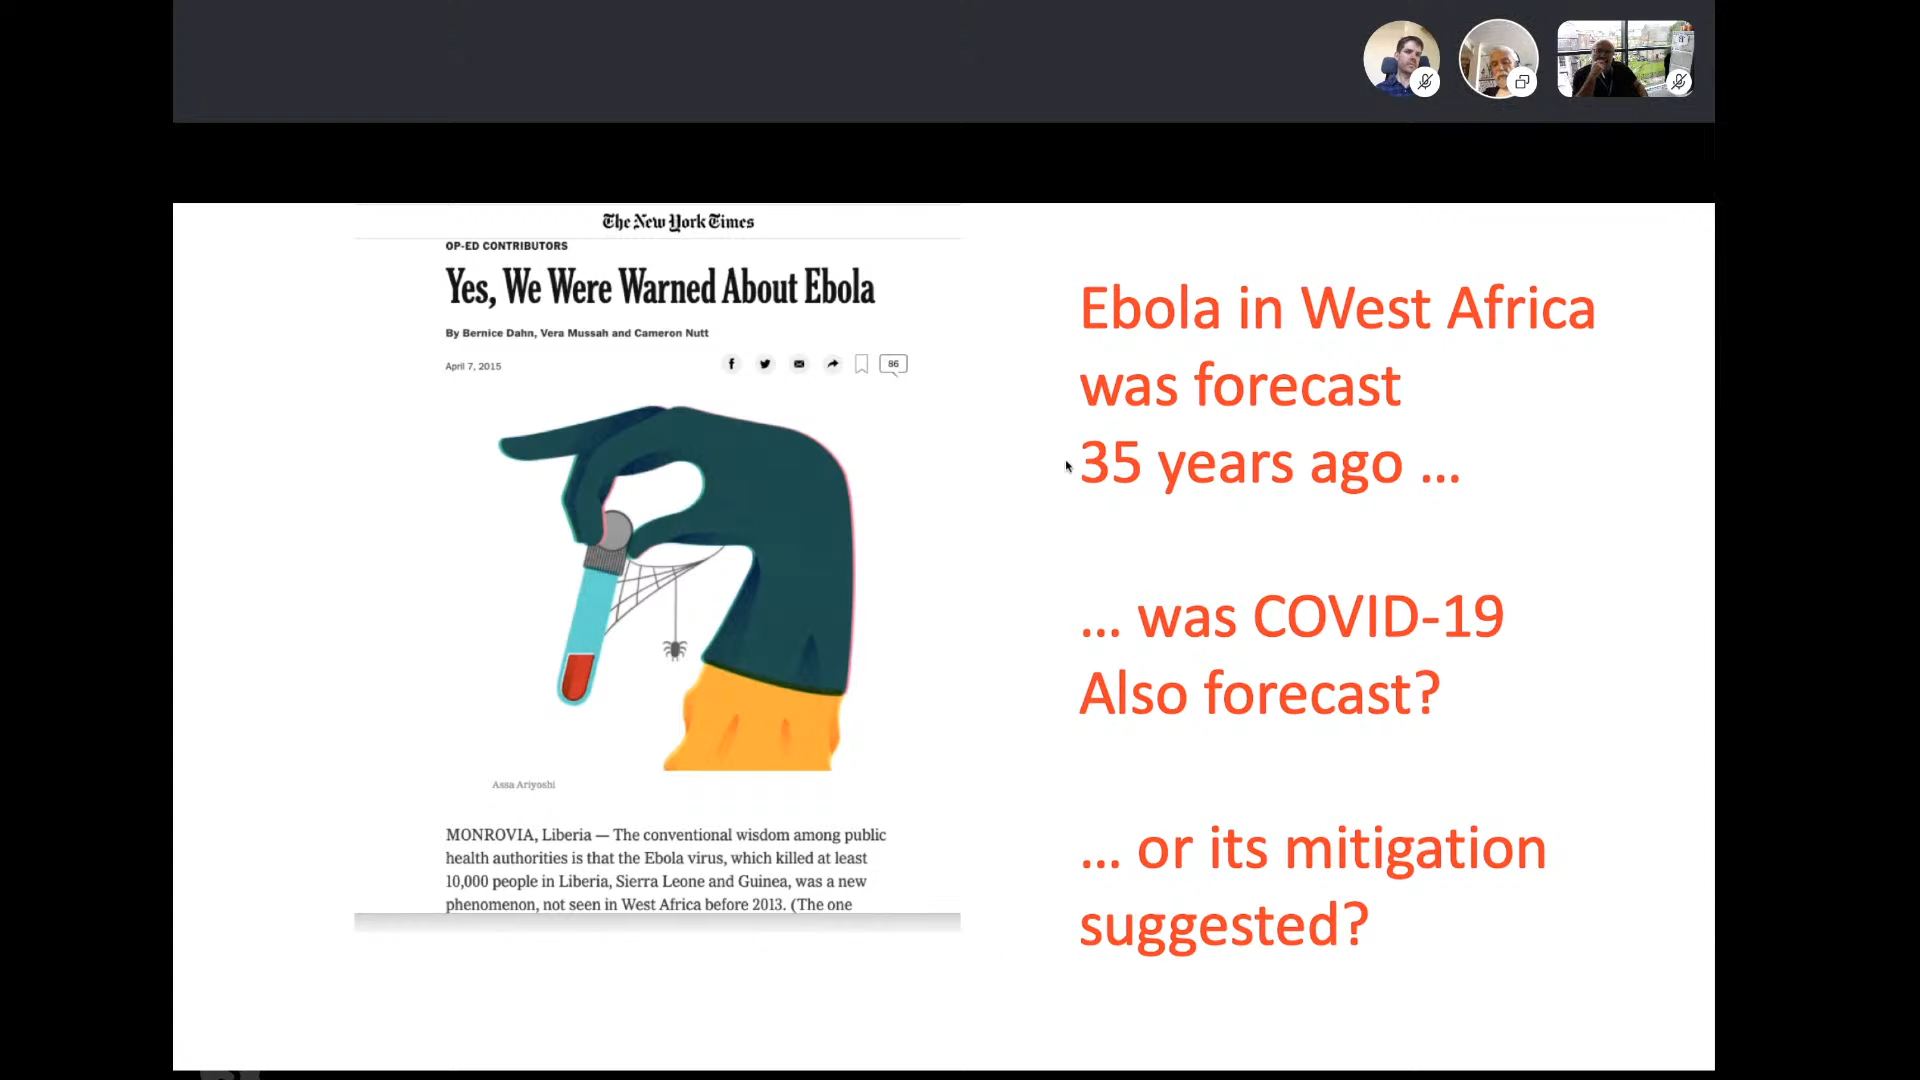 The New York Times
OP-ED CONTRIBUTORS
Yes, We Were Warned About Ebola
By Bernice Dahn, Vera Mussah and Cameron Nutt
April 7, 2015
86
Assa Ariyoshi
MONROVIA, Liberia — The conventional wisdom among public
health authorities is that the Ebola virus, which killed at least
10,000 people in Liberia, Sierra Leone and Guinea, was a new
phenomenon, not seen in West Africa before 2013. (The one
Ebola in West Africa
was forecast
35 years ago ...
... was COVID-19
Also forecast?
... or its mitigation
suggested?